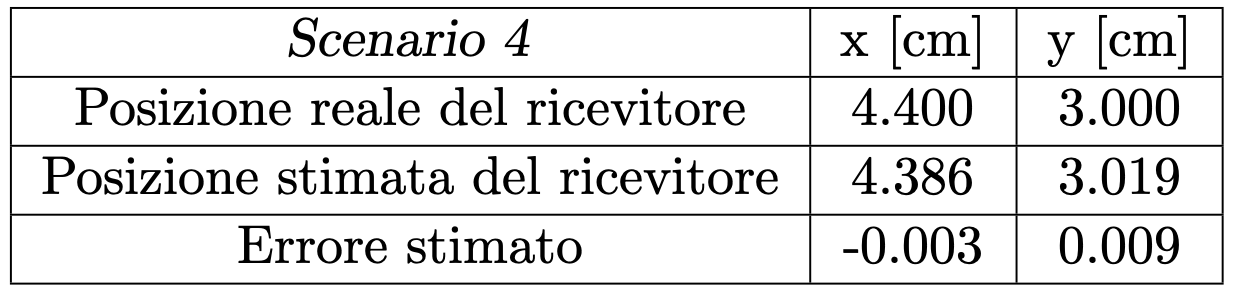 Scenario 4 x [cm] y [cm]
Posizione reale del ricevitore 4.400 3.000
Posizione stimata del ricevitore 4.386 3.019
Errore stimato -0.003 0.009